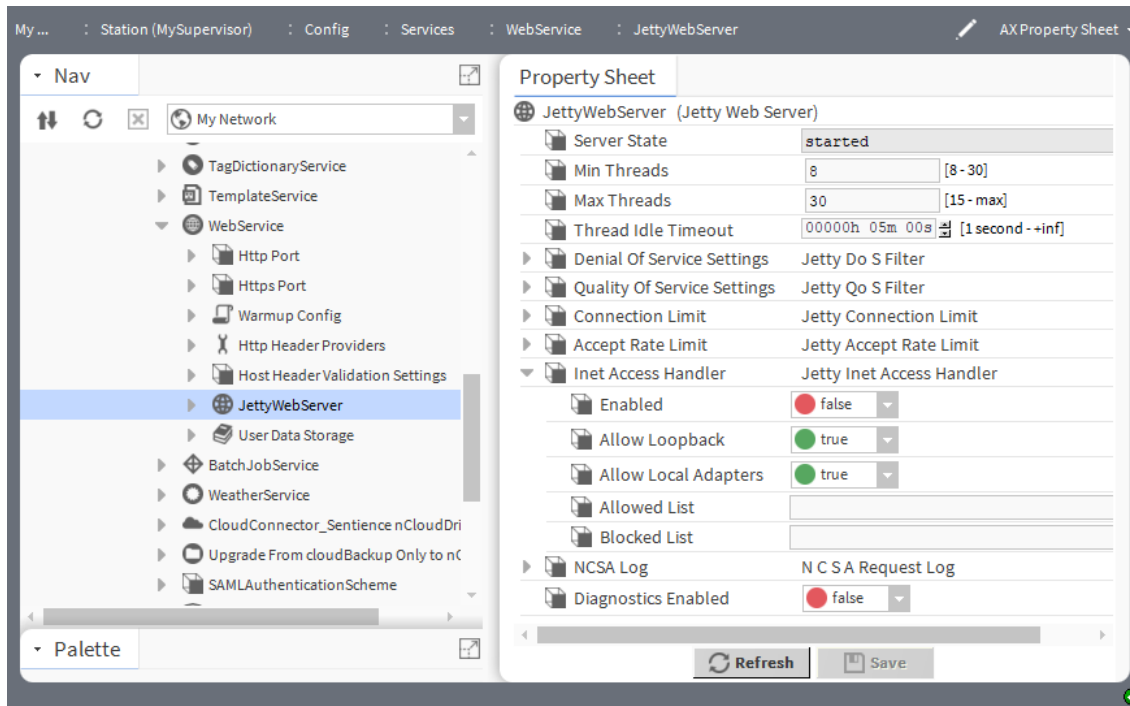 My ... : Station (MySupervisor) : Config : Services : WebService : JettyWebServer AX Property Sheet
Nav
My Network
TagDictionaryService
TemplateService
WebService
Http Port
Https Port
Warmup Config
Http Header Providers
Host Header Validation Settings
JettyWebServer
User Data Storage
BatchJobService
WeatherService
CloudConnector_Sentience nCloudDri
Upgrade From cloudBackup Only to n
SAMLAuthenticationScheme
Palette
Property Sheet
JettyWebServer (Jetty Web Server)
Server State started
Min Threads 8 [8 - 30]
Max Threads 30 [15 - max]
Thread Idle Timeout 00000h 05m 00s [1 second - +inf]
Denial Of Service Settings Jetty Do S Filter
Quality Of Service Settings Jetty Qo S Filter
Connection Limit Jetty Connection Limit
Accept Rate Limit Jetty Accept Rate Limit
Inet Access Handler Jetty Inet Access Handler
Enabled false
Allow Loopback true
Allow Local Adapters true
Allowed List
Blocked List
NCSA Log N C S A Request Log
Diagnostics Enabled false
Refresh Save